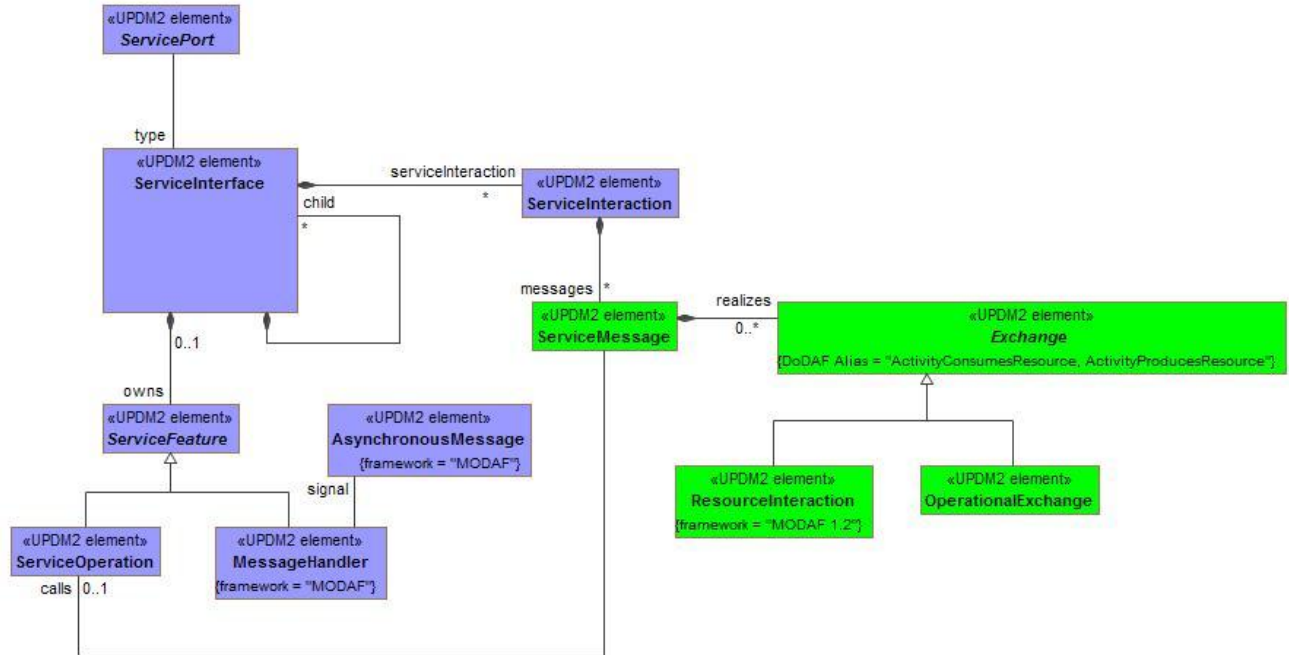 «UPDM2 element»
ServicePort
type
«UPDM2 element»
ServiceInterface
serviceInteraction
*
«UPDM2 element»
ServiceInteraction
child
*
messages
*
realizes
0..*
«UPDM2 element»
ServiceMessage
«UPDM2 element»
Exchange
{DoDAF Alias = "ActivityConsumesResource, ActivityProducesResource"}
0..1
owns
«UPDM2 element»
ServiceFeature
«UPDM2 element»
AsynchronousMessage
{framework = "MODAF"}
signal
«UPDM2 element»
ResourceInteraction
{framework = "MODAF 1.2"}
«UPDM2 element»
OperationalExchange
«UPDM2 element»
ServiceOperation
«UPDM2 element»
MessageHandler
{framework = "MODAF"}
calls
0..1